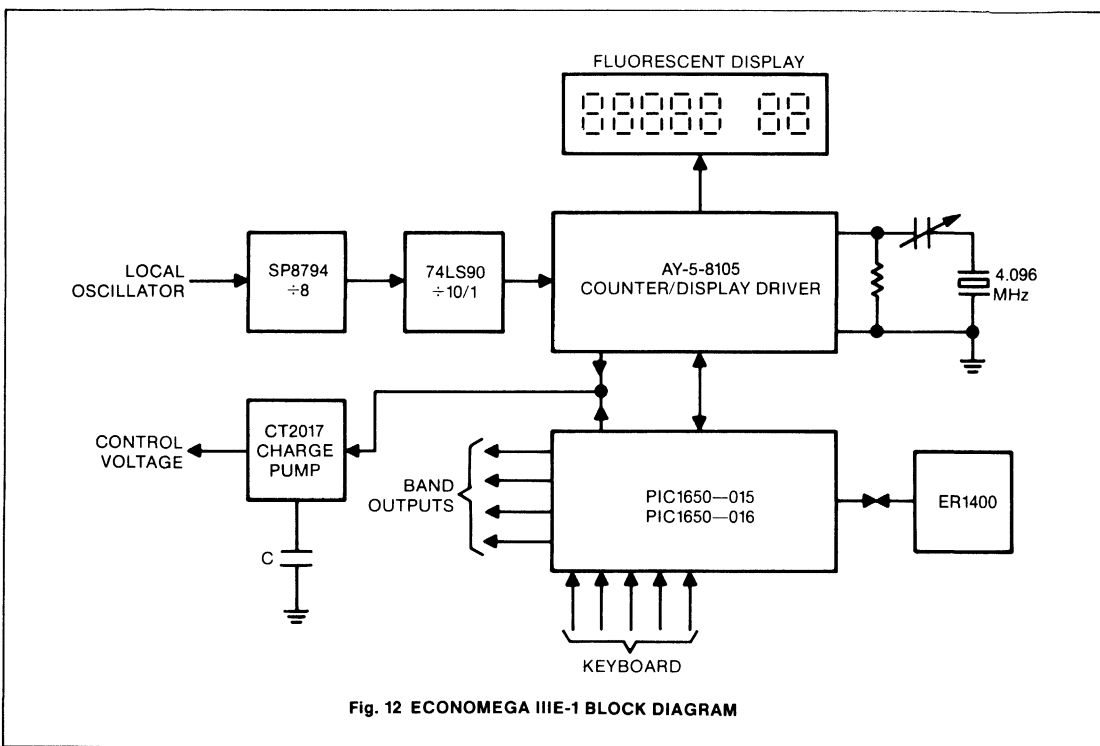 FLUORESCENT DISPLAY
88888 88
LOCAL
OSCILLATOR
SP8794
÷8
74LS90
÷10/1
AY-5-8105
COUNTER/DISPLAY DRIVER
4.096
MHz
CONTROL
VOLTAGE
CT2017
CHARGE
PUMP
C
BAND
OUTPUTS
PIC1650—015
PIC1650—016
ER1400
KEYBOARD
Fig. 12 ECONOMEGA IIIE-1 BLOCK DIAGRAM